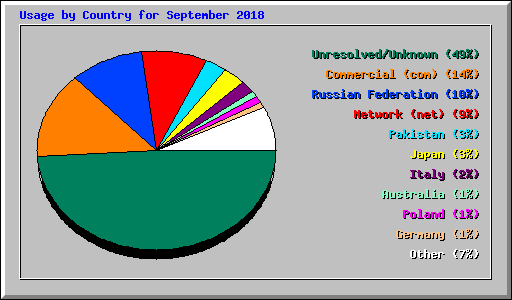 Usage by Country for September 2018
Unresolved/Unknown (49%)
Commercial (com) (14%)
Russian Federation (10%)
Network (net) (9%)
Pakistan (3%)
Japan (3%)
Italy (2%)
Australia (1%)
Poland (1%)
Germany (1%)
Other (7%)